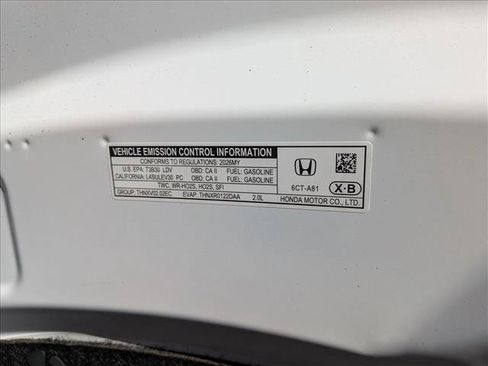 VEHICLE EMISSION CONTROL INFORMATION
CONFORMS TO REGULATIONS: 2026MY
U.S. EPA: T3B30 LDV OBD: CA II FUEL: GASOLINE
CALIFORNIA: L4SULEV30 PC OBD: CA II FUEL: GASOLINE
TWC, WR-HO2S, HO2S, SFI
GROUP: THNXV02.02EC EVAP: THNXR0122DAA 2.0L
6CT-A81 X-B
HONDA MOTOR CO., LTD.